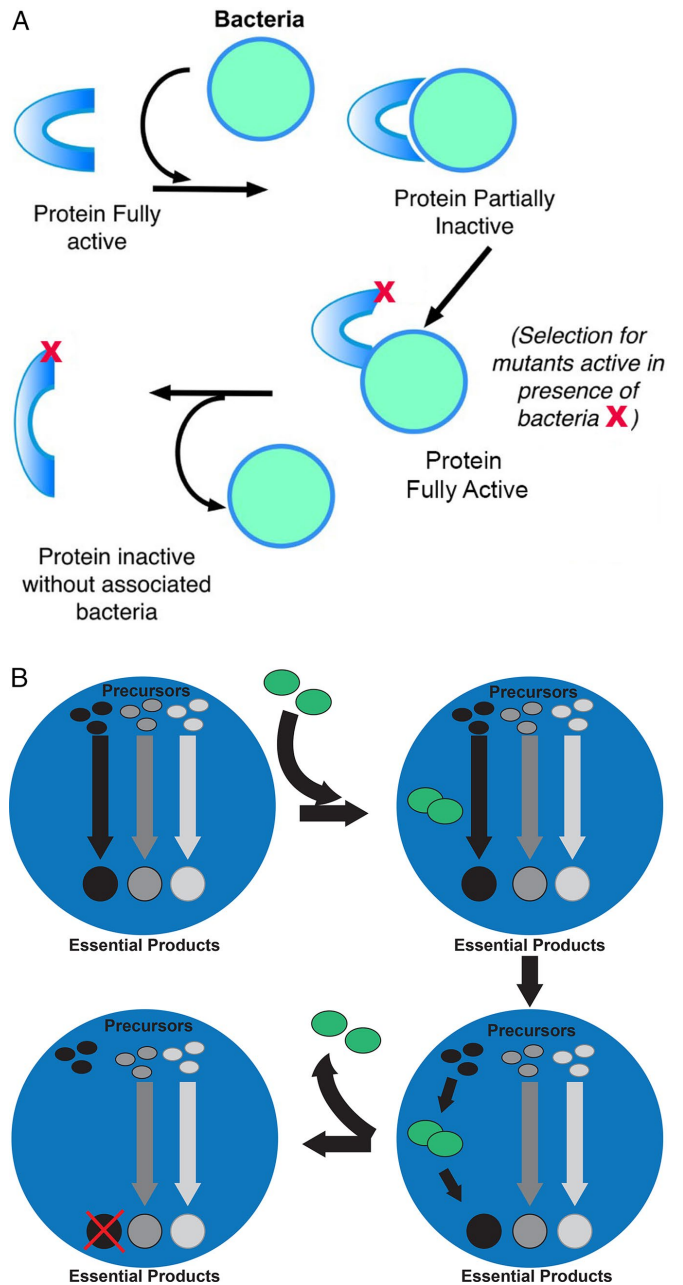 A
Bacteria
Protein Fully
active
Protein Partially
Inactive
X
(Selection for
mutants active in
presence of
bacteria X )
X
Protein
Fully Active
Protein inactive
without associated
bacteria
B
Precursors
Precursors
Essential Products
Essential Products
Precursors
Precursors
Essential Products
Essential Products